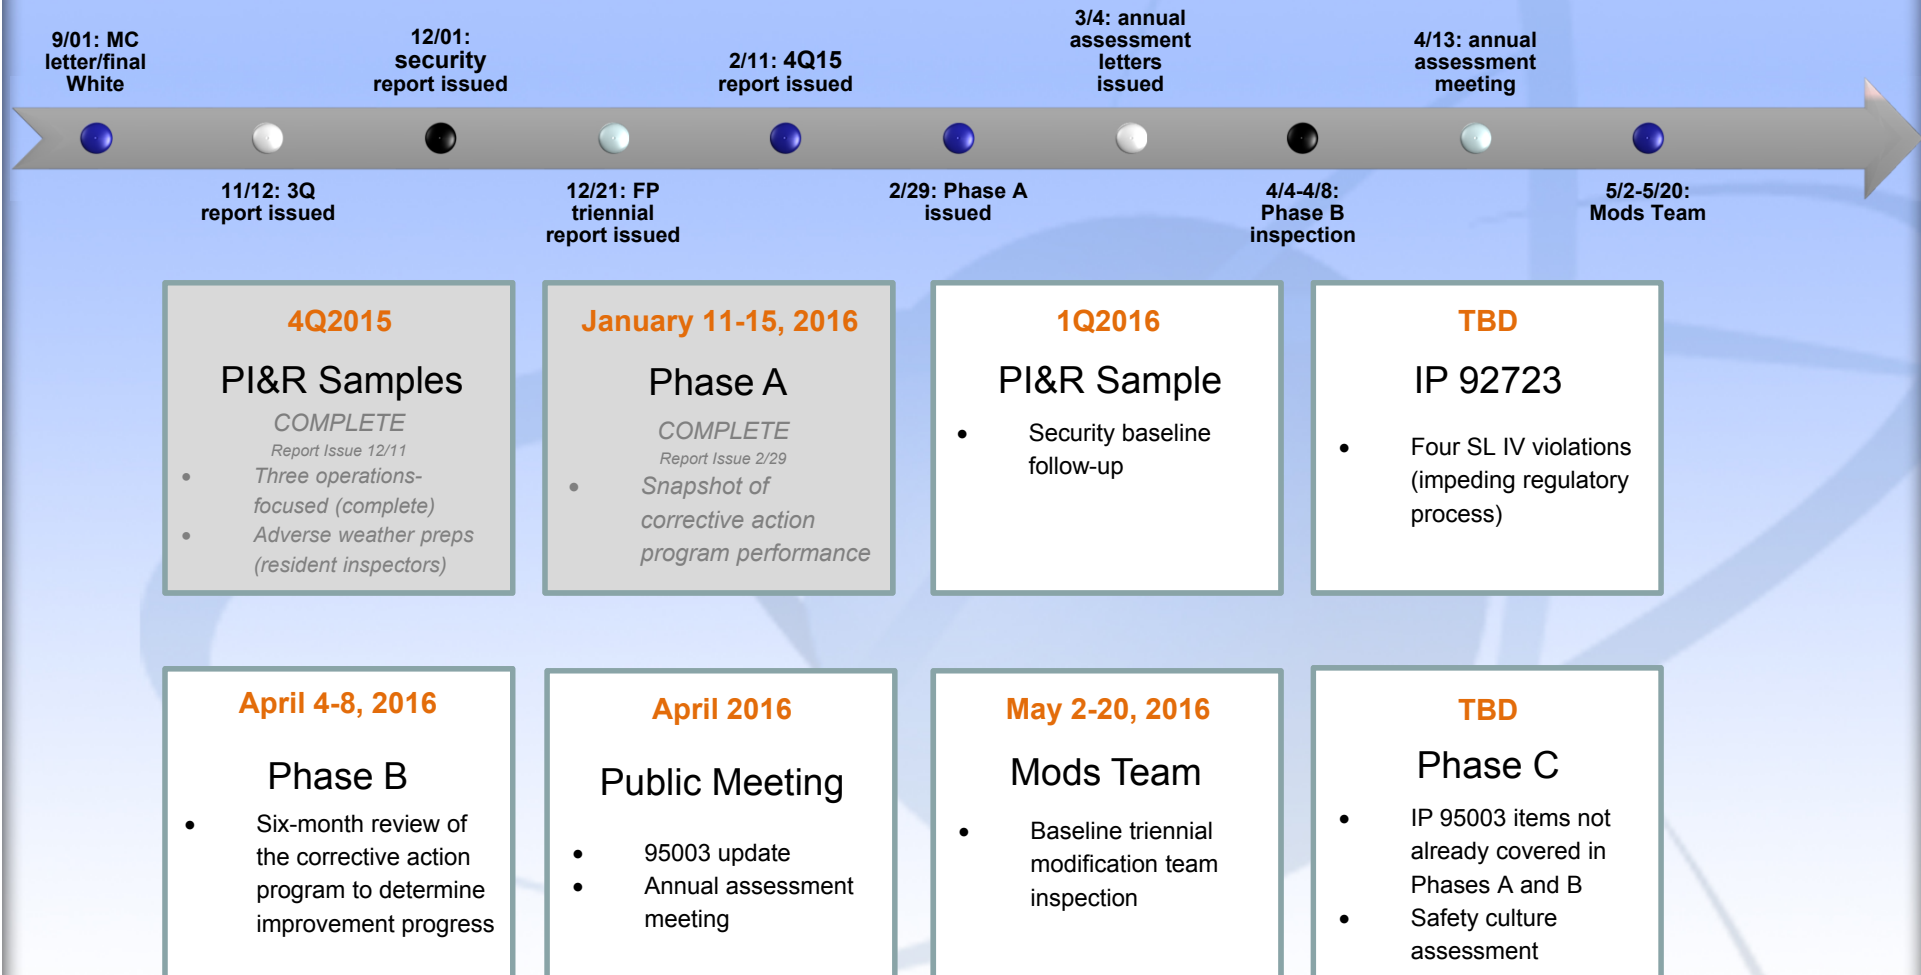 9/01: MC
letter/final
White
12/01:
security
report issued
2/11: 4Q15
report issued
3/4: annual
assessment
letters
issued
4/13: annual
assessment
meeting
11/12: 3Q
report issued
12/21: FP
triennial
report issued
2/29: Phase A
issued
4/4-4/8:
Phase B
inspection
5/2-5/20:
Mods Team
4Q2015
PI&R Samples
COMPLETE
Report Issue 12/11
• Three operations-
focused (complete)
• Adverse weather preps
(resident inspectors)
January 11-15, 2016
Phase A
COMPLETE
Report Issue 2/29
• Snapshot of
corrective action
program performance
1Q2016
PI&R Sample
• Security baseline
follow-up
TBD
IP 92723
• Four SL IV violations
(impeding regulatory
process)
April 4-8, 2016
Phase B
• Six-month review of
the corrective action
program to determine
improvement progress
April 2016
Public Meeting
• 95003 update
• Annual assessment
meeting
May 2-20, 2016
Mods Team
• Baseline triennial
modification team
inspection
TBD
Phase C
• IP 95003 items not
already covered in
Phases A and B
• Safety culture
assessment